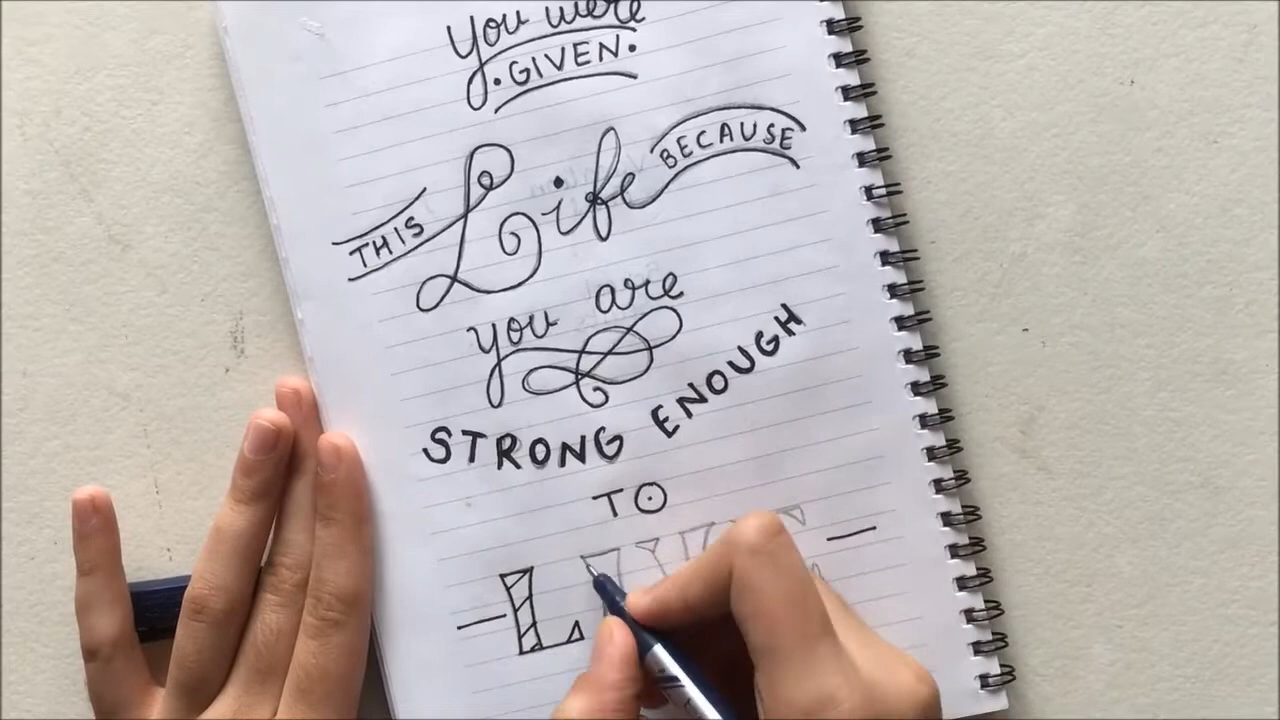 you were
• GIVEN •
THIS Life BECAUSE
you are
STRONG ENOUGH
TO
L